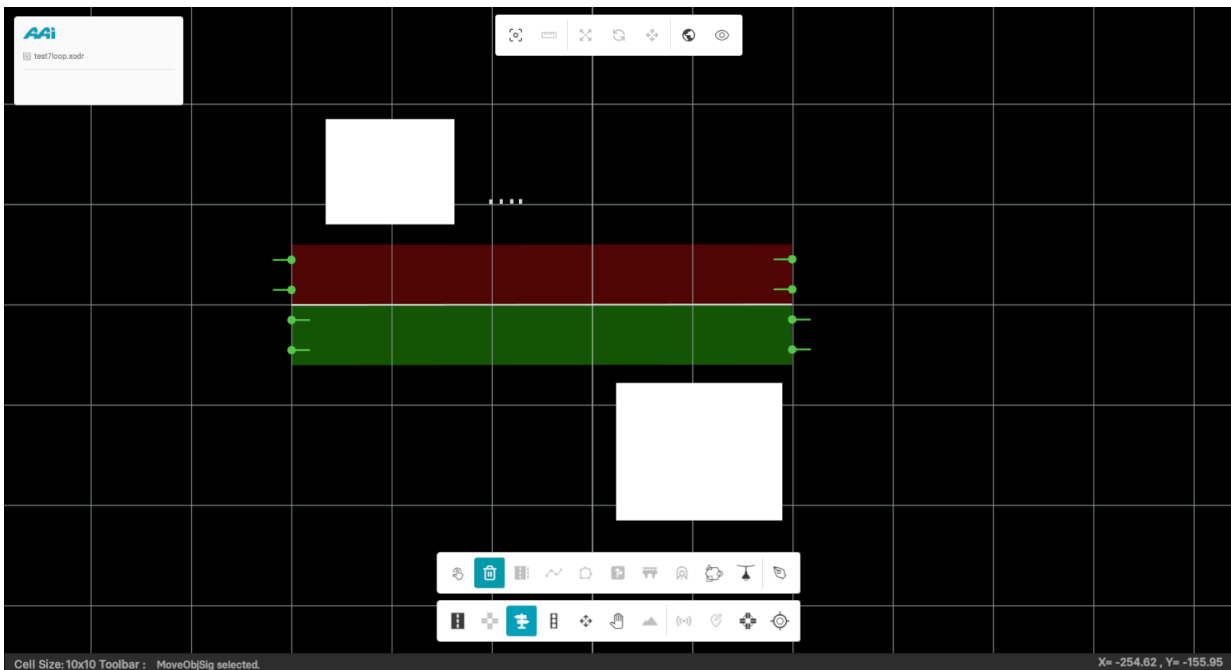 AAi
test7loop.xodr
Cell Size: 10x10 Toolbar : MoveObjSig selected.
X= -254.62 , Y= -155.95